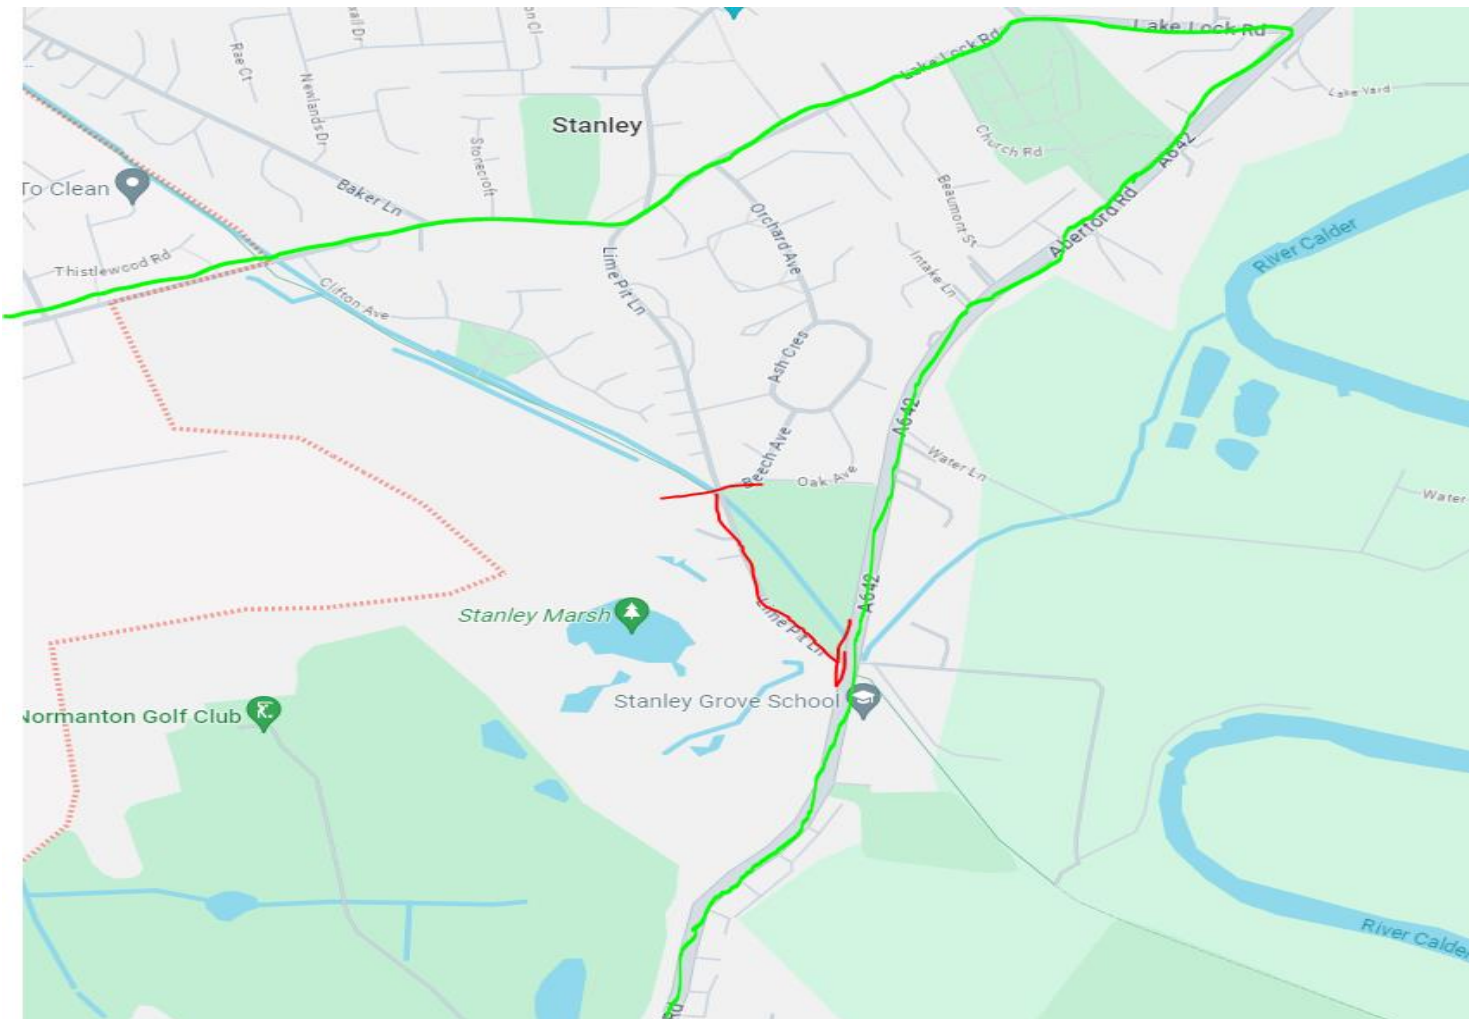 Lake Lock Rd
Lake Lock Rd
Rae Ct
Newlands Dr
Lake Yard
Stanley
Church Rd
A642
Stonecroft
To Clean
Baker Ln
Beaumont St
Orchard Ave
Aberford Rd
River Calder
Lime Pit Ln
Intake Ln
Thistlewood Rd
Clifton Ave
Ash Cres
A642
Beech Ave
Oak Ave
Water Ln
Water
A642
Stanley Marsh
Lime Pit Ln
Stanley Grove School
Normanton Golf Club
River Calder
Rd